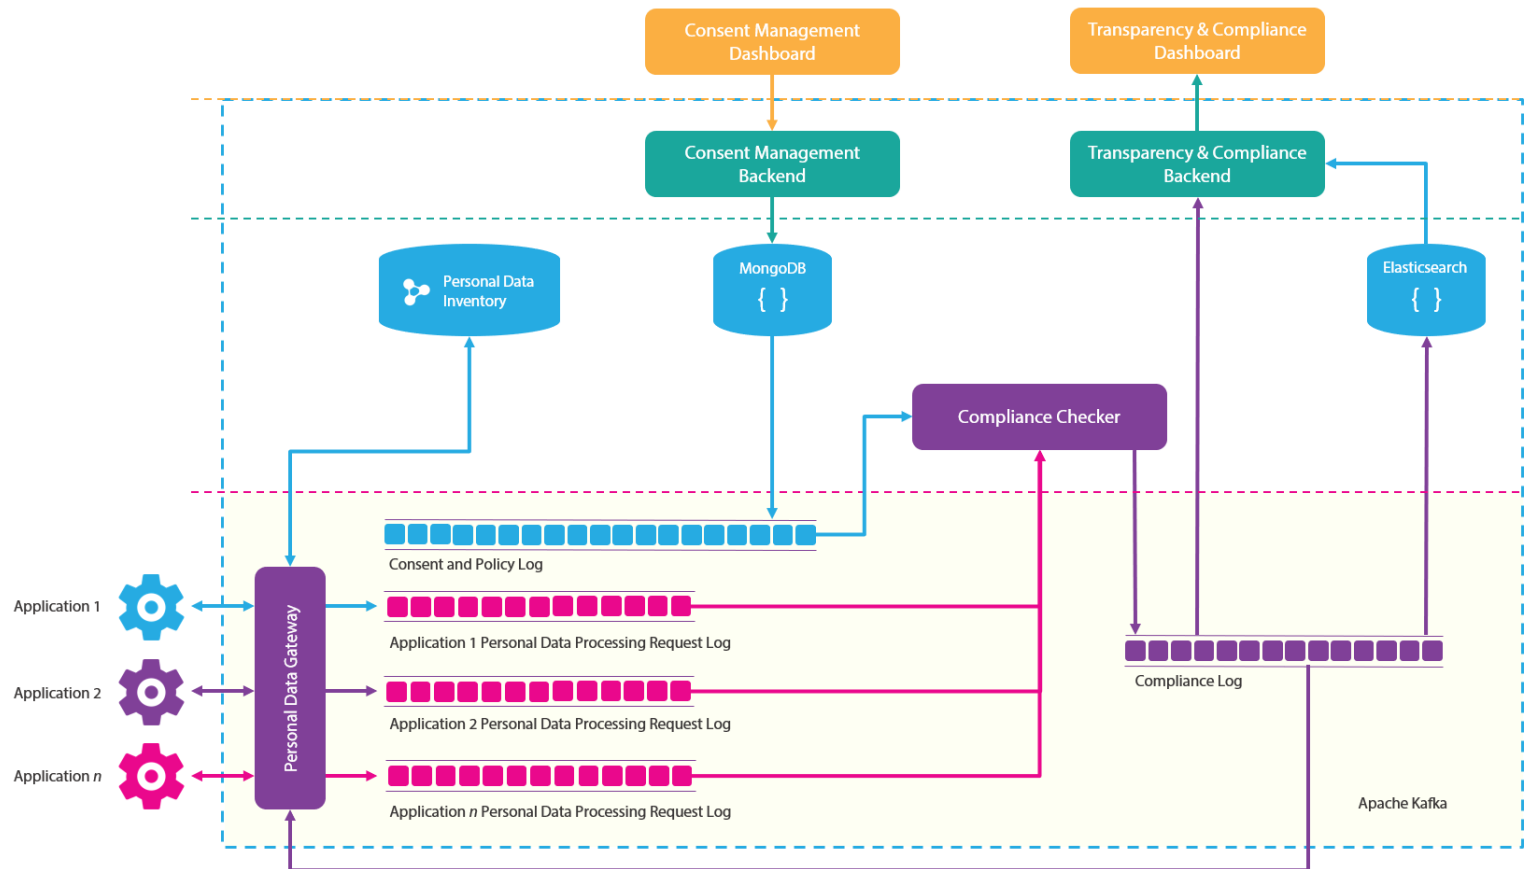 Consent Management
Dashboard
Transparency & Compliance
Dashboard
Consent Management
Backend
Transparency & Compliance
Backend
Personal Data
Inventory
MongoDB
{ }
Elasticsearch
{ }
Compliance Checker
Consent and Policy Log
Application 1
Personal Data Gateway
Application 1 Personal Data Processing Request Log
Application 2
Compliance Log
Application 2 Personal Data Processing Request Log
Application n
Application n Personal Data Processing Request Log
Apache Kafka